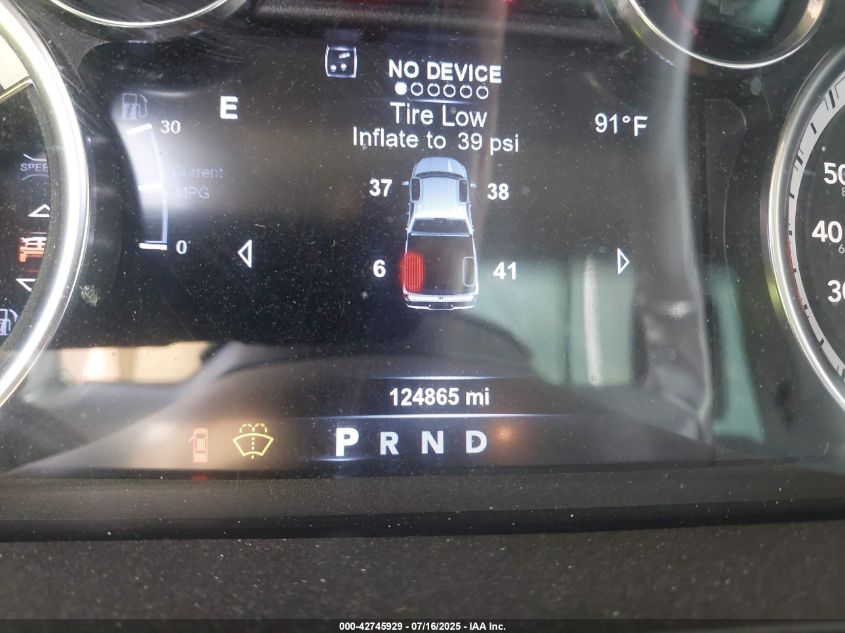 NO DEVICE
Tire Low
Inflate to 39 psi
E
30
91°F
SPEED
Current
MPG
37
38
50
40
0
6
41
30
124865 mi
P R N D
000-42745929 - 07/16/2025 - IAA Inc.